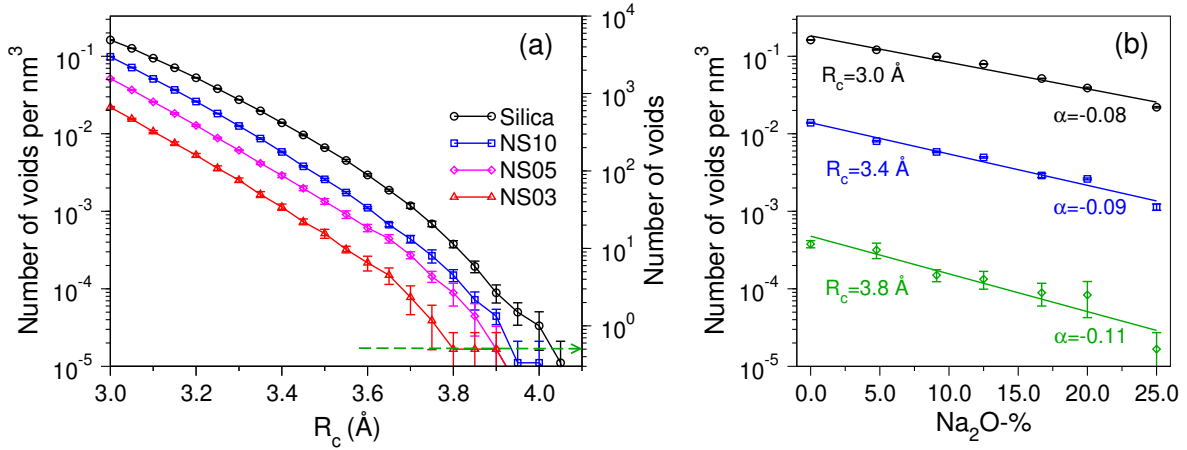 (a)
Number of voids per nm³
10⁻¹
10⁻²
10⁻³
10⁻⁴
10⁻⁵
3.0
3.2
3.4
3.6
3.8
4.0
R_c (Å)
10⁴
10³
10²
10¹
10⁰
Number of voids
Silica
NS10
NS05
NS03
(b)
Number of voids per nm³
10⁻¹
10⁻²
10⁻³
10⁻⁴
10⁻⁵
R_c=3.0 Å
α=-0.08
R_c=3.4 Å
α=-0.09
R_c=3.8 Å
α=-0.11
0.0
5.0
10.0
15.0
20.0
25.0
Na₂O-%